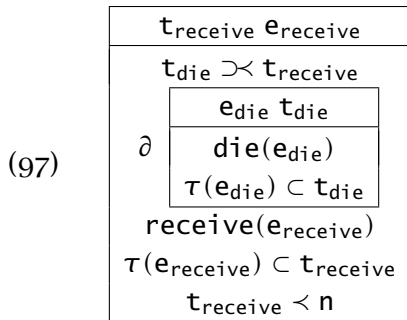 t_receive e_receive
t_die ⊃≺ t_receive
e_die t_die
(97) ∂ die(e_die)
τ(e_die) ⊂ t_die
receive(e_receive)
τ(e_receive) ⊂ t_receive
t_receive ≺ n